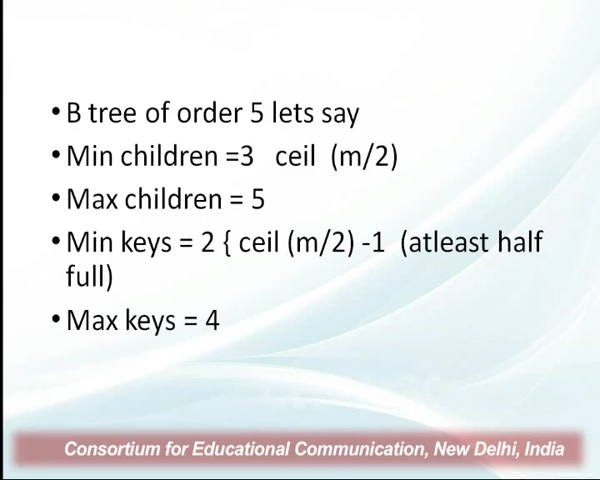 • B tree of order 5 lets say
• Min children =3 ceil (m/2)
• Max children = 5
• Min keys = 2 { ceil (m/2) -1 (atleast half
full)
• Max keys = 4
Consortium for Educational Communication, New Delhi, India